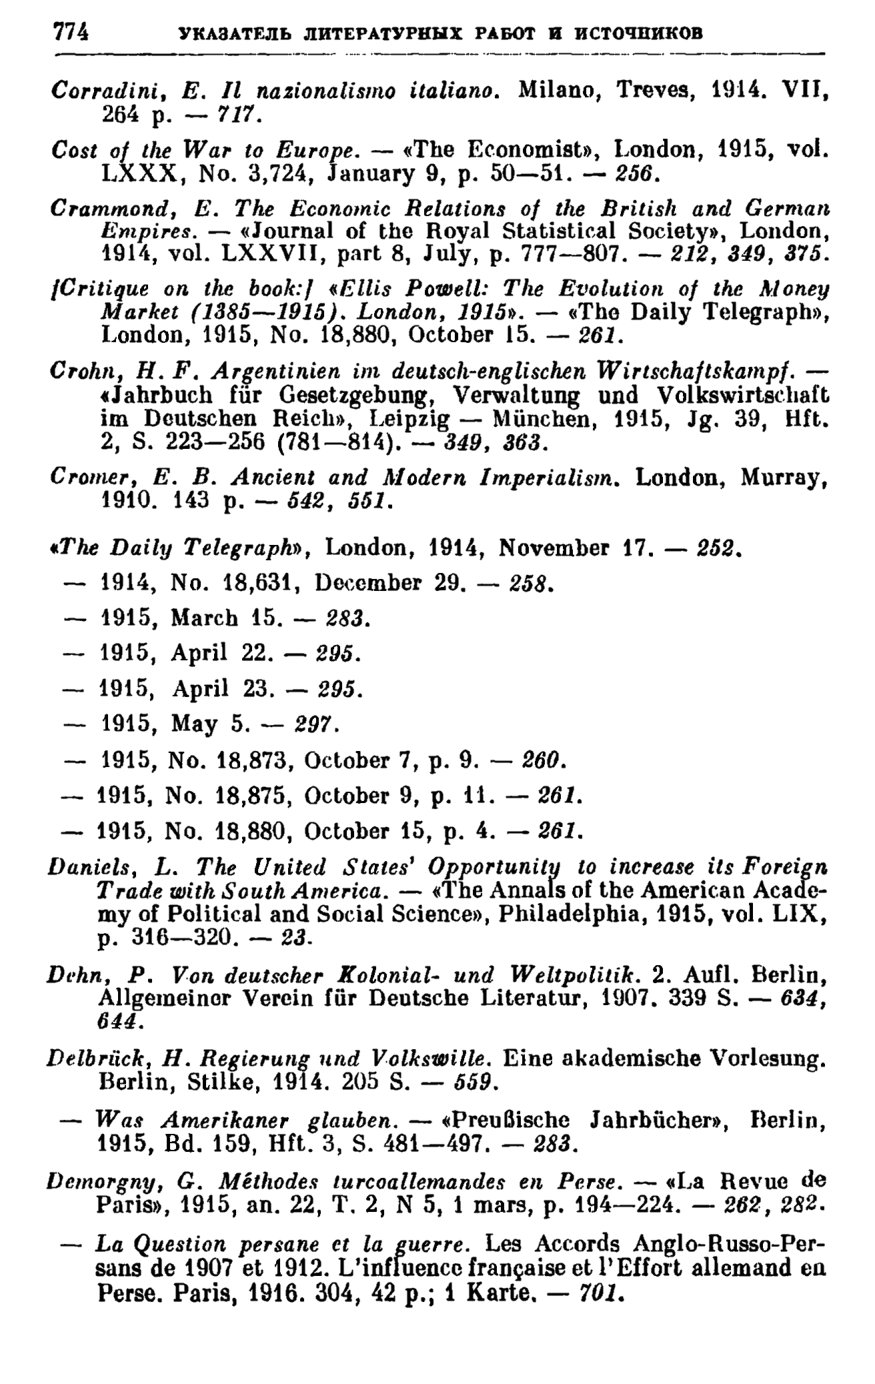 774 УКАЗАТЕЛЬ ЛИТЕРАТУРНЫХ РАБОТ И ИСТОЧНИКОВ
Corradini, E. Il nazionalismo italiano. Milano, Treves, 1914. VII,
264 p. — 717.
Cost of the War to Europe. — «The Economist», London, 1915, vol.
LXXX, No. 3,724, January 9, p. 50—51. — 256.
Crammond, E. The Economic Relations of the British and German
Empires. — «Journal of the Royal Statistical Society», London,
1914, vol. LXXVII, part 8, July, p. 777—807. — 212, 349, 375.
[Critique on the book:] «Ellis Powell: The Evolution of the Money
Market (1385—1915). London, 1915». — «The Daily Telegraph»,
London, 1915, No. 18,880, October 15. — 261.
Crohn, H. F. Argentinien im deutsch-englischen Wirtschaftskampf. —
«Jahrbuch für Gesetzgebung, Verwaltung und Volkswirtschaft
im Deutschen Reich», Leipzig — München, 1915, Jg. 39, Hft.
2, S. 223—256 (781—814). — 349, 363.
Cromer, E. B. Ancient and Modern Imperialism. London, Murray,
1910. 143 p. — 542, 551.
«The Daily Telegraph», London, 1914, November 17. — 252.
— 1914, No. 18,631, December 29. — 258.
— 1915, March 15. — 283.
— 1915, April 22. — 295.
— 1915, April 23. — 295.
— 1915, May 5. — 297.
— 1915, No. 18,873, October 7, p. 9. — 260.
— 1915, No. 18,875, October 9, p. 11. — 261.
— 1915, No. 18,880, October 15, p. 4. — 261.
Daniels, L. The United States' Opportunity to increase its Foreign
Trade with South America. — «The Annals of the American Acade-
my of Political and Social Science», Philadelphia, 1915, vol. LIX,
p. 316—320. — 23.
Dehn, P. Von deutscher Kolonial- und Weltpolitik. 2. Aufl. Berlin,
Allgemeiner Verein für Deutsche Literatur, 1907. 339 S. — 634,
644.
Delbrück, H. Regierung und Volkswille. Eine akademische Vorlesung.
Berlin, Stilke, 1914. 205 S. — 559.
— Was Amerikaner glauben. — «Preußische Jahrbücher», Berlin,
1915, Bd. 159, Hft. 3, S. 481—497. — 283.
Demorgny, G. Méthodes turcoallemandes en Perse. — «La Revue de
Paris», 1915, an. 22, T. 2, N 5, 1 mars, p. 194—224. — 262, 282.
— La Question persane et la guerre. Les Accords Anglo-Russo-Per-
sans de 1907 et 1912. L'influence française et l'Effort allemand en
Perse. Paris, 1916. 304, 42 p.; 1 Karte. — 701.